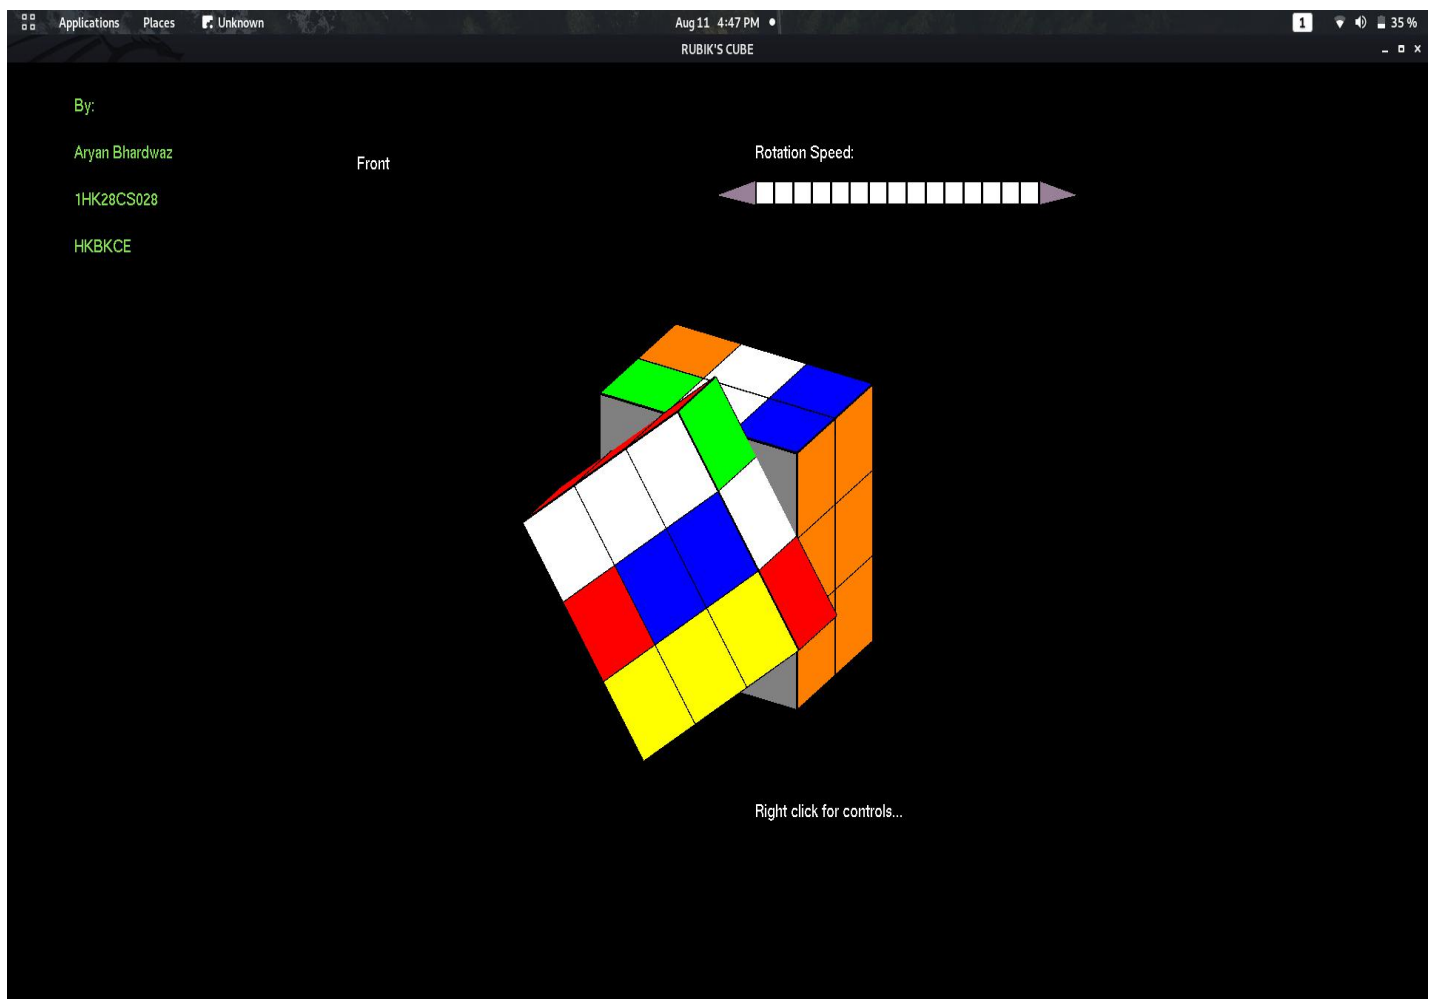 Applications Places Unknown Aug 11 4:47 PM 1 35 %
RUBIK'S CUBE
By:
Aryan Bhardwaz
Front
Rotation Speed:
1HK28CS028
HKBKCE
Right click for controls...